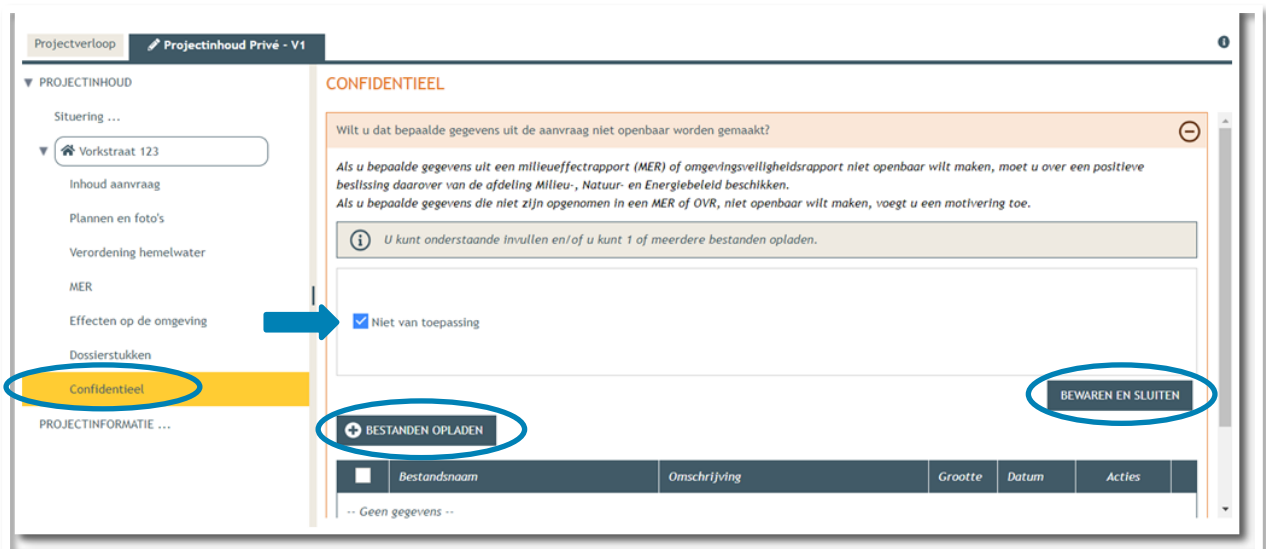 Projectverloop
Projectinhoud Privé - V1
PROJECTINHOUD
Situering ...
Vorkstraat 123
Inhoud aanvraag
Plannen en foto's
Verordening hemelwater
MER
Effecten op de omgeving
Dossierstukken
Confidentieel
PROJECTINFORMATIE ...
CONFIDENTIEEL
Wilt u dat bepaalde gegevens uit de aanvraag niet openbaar worden gemaakt?
Als u bepaalde gegevens uit een milieueffectrapport (MER) of omgevingsveiligheidsrapport niet openbaar wilt maken, moet u over een positieve
beslissing daarover van de afdeling Milieu-, Natuur- en Energiebeleid beschikken.
Als u bepaalde gegevens die niet zijn opgenomen in een MER of OVR, niet openbaar wilt maken, voegt u een motivering toe.
U kunt onderstaande invullen en/of u kunt 1 of meerdere bestanden opladen.
Niet van toepassing
BEWAREN EN SLUITEN
BESTANDEN OPLADEN
Bestandsnaam Omschrijving Grootte Datum Acties
-- Geen gegevens --